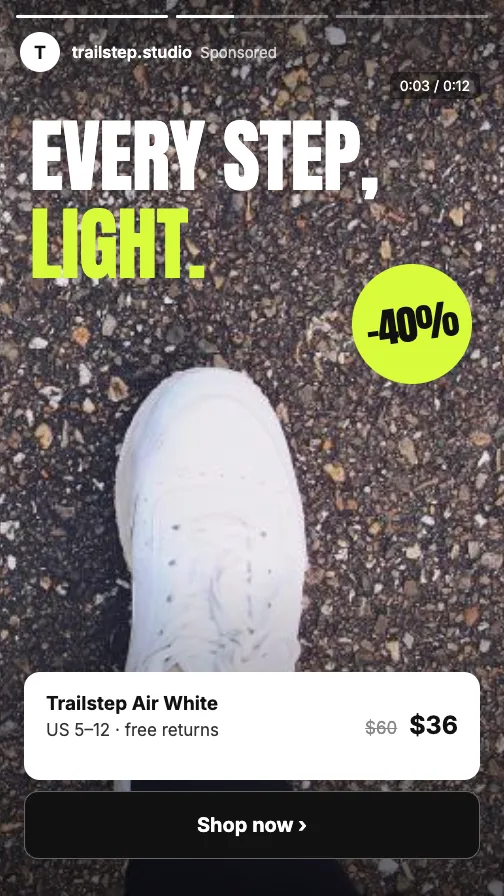 T trailstep.studio Sponsored
0:03 / 0:12
EVERY STEP,
LIGHT.
-40%
Trailstep Air White
US 5–12 · free returns
$60 $36
Shop now ›